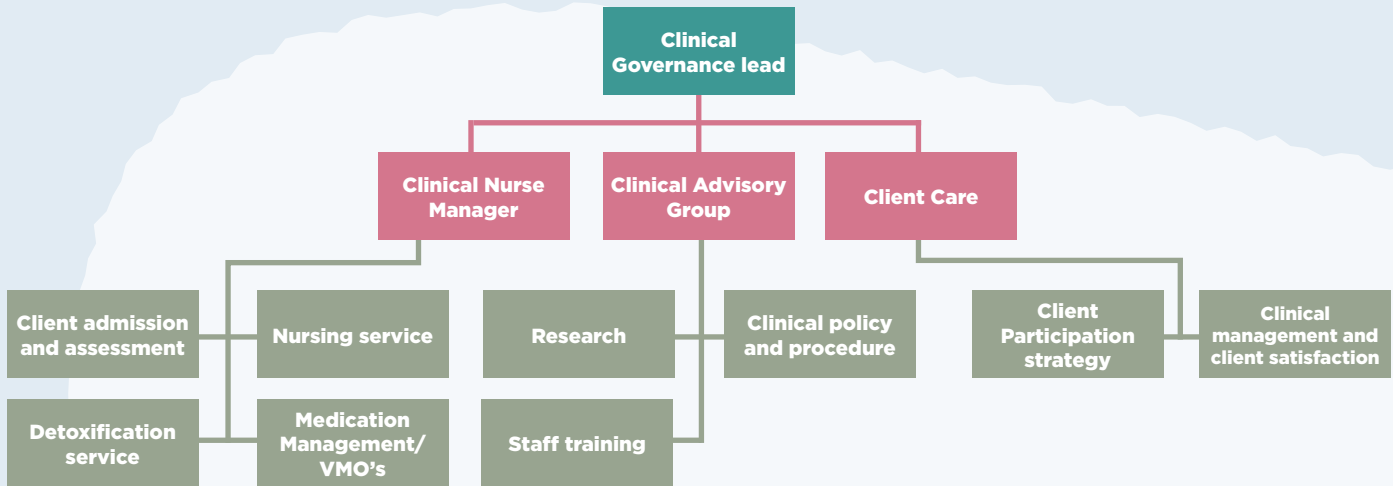 Clinical
Governance lead
Clinical Nurse
Manager
Clinical Advisory
Group
Client Care
Client admission
and assessment
Nursing service
Research
Clinical policy
and procedure
Client
Participation
strategy
Clinical
management and
client satisfaction
Detoxification
service
Medication
Management/
VMO's
Staff training